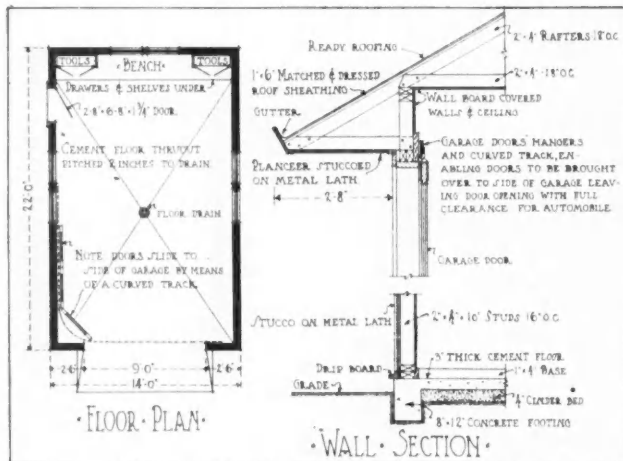 TOOLS
TOOLS
BENCH
DRAWERS & SHELVES UNDER
2'-8" × 6'-8" × 1 3/4" DOOR
CEMENT FLOOR THRUOUT
PITCHED 2 INCHES TO DRAIN
22'-0"
FLOOR DRAIN
NOTE DOORS SLIDE TO
SIDE OF GARAGE BY MEANS
OF A CURVED TRACK
2'6"
9'-0"
2'6"
14'-0"
FLOOR PLAN
READY ROOFING
1"×6" MATCHED & DRESSED
ROOF SHEATHING
GUTTER
PLANCEER STUCCOED
ON METAL LATH
2'-8"
2"×4" RAFTERS 18" O.C.
2"×4"-18" O.C.
WALL BOARD COVERED
WALLS & CEILING
GARAGE DOORS HANGERS
AND CURVED TRACK, EN-
ABLING DOORS TO BE BROUGHT
OVER TO SIDE OF GARAGE LEAV-
ING DOOR OPENING WITH FULL
CLEARANCE FOR AUTOMOBILE
GARAGE DOOR
STUCCO ON METAL LATH
2"×4"×10" STUDS 16" O.C.
DRIP BOARD
3" THICK CEMENT FLOOR
1"×4" BASE
GRADE
4" CINDER BED
8"×12" CONCRETE FOOTING
WALL SECTION